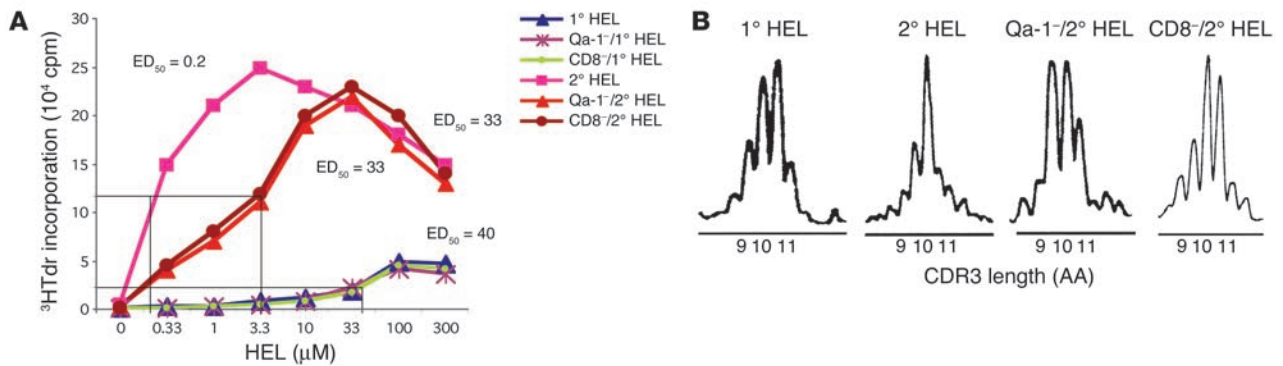 A
30
25
20
15
10
5
0
³HTdr incorporation (10⁴ cpm)
ED₅₀ = 0.2
ED₅₀ = 33
ED₅₀ = 33
ED₅₀ = 40
0 0.33 1 3.3 10 33 100 300
HEL (μM)
1° HEL
Qa-1⁻/1° HEL
CD8⁻/1° HEL
2° HEL
Qa-1⁻/2° HEL
CD8⁻/2° HEL
B
1° HEL 2° HEL Qa-1⁻/2° HEL CD8⁻/2° HEL
9 10 11 9 10 11 9 10 11 9 10 11
CDR3 length (AA)